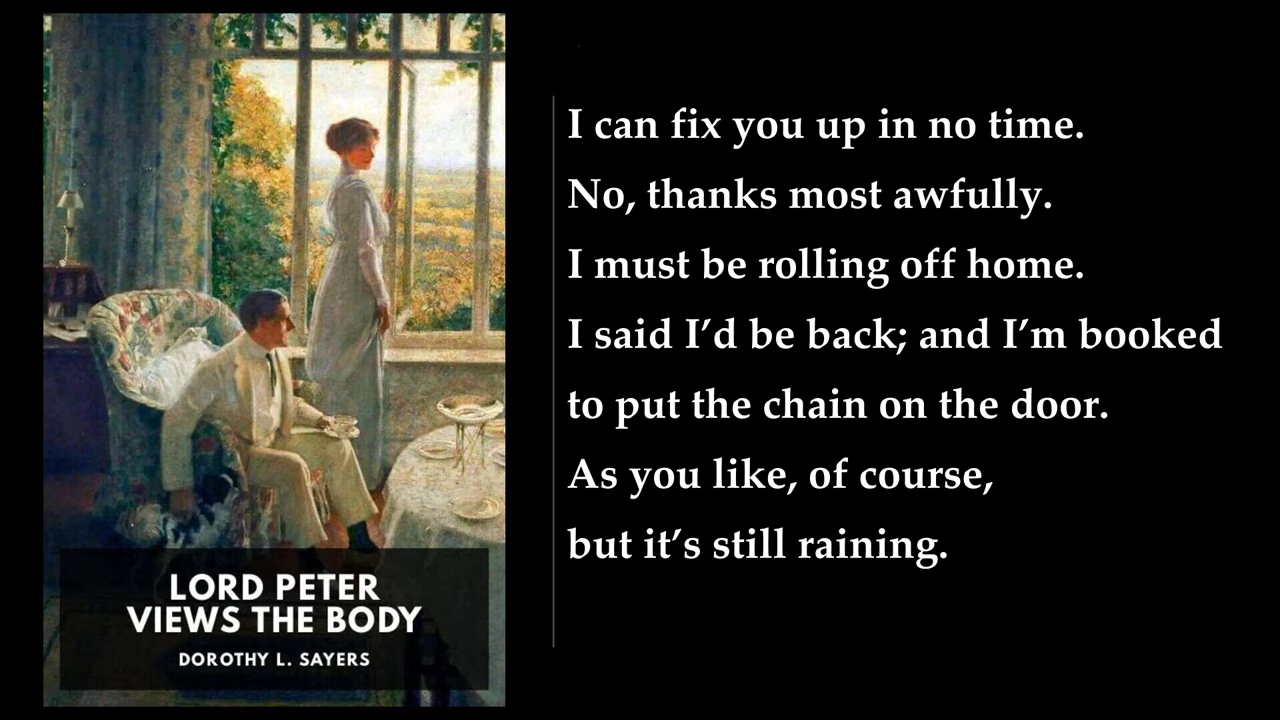 LORD PETER
VIEWS THE BODY
DOROTHY L. SAYERS
I can fix you up in no time.
No, thanks most awfully.
I must be rolling off home.
I said I’d be back; and I’m booked
to put the chain on the door.
As you like, of course,
but it’s still raining.